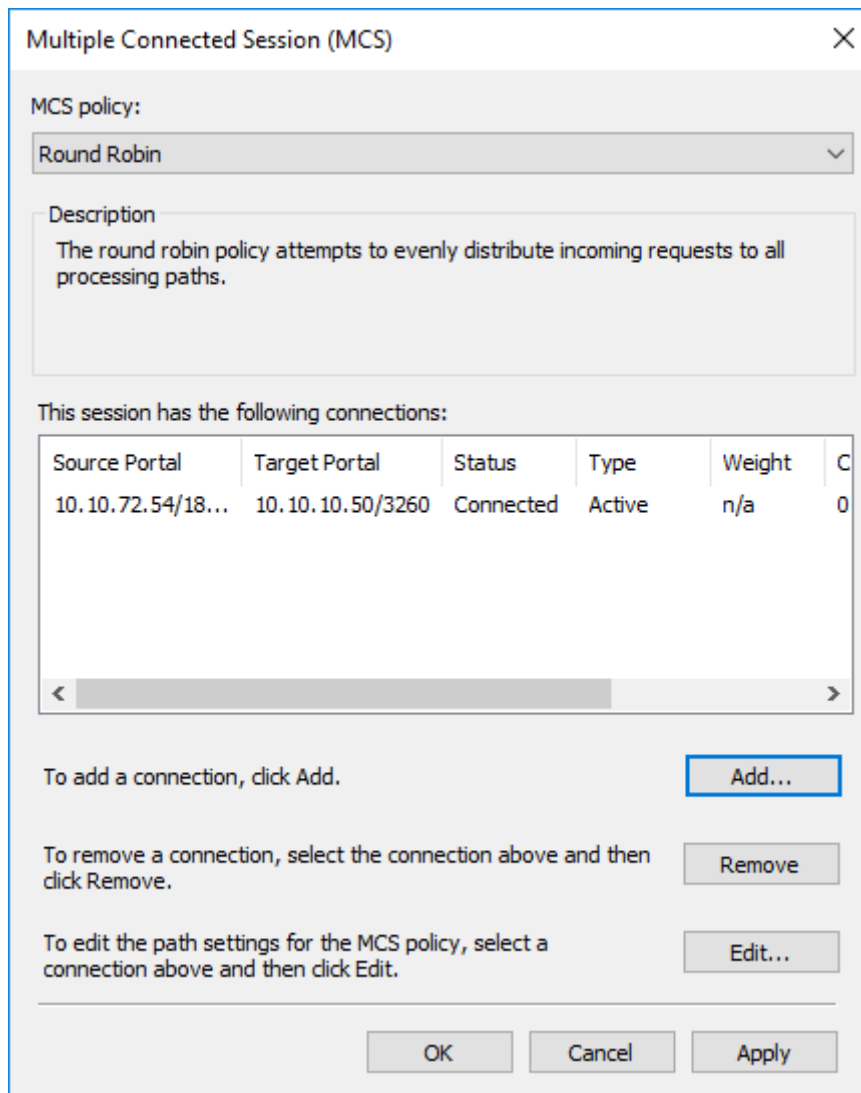 Multiple Connected Session (MCS)
MCS policy:
Round Robin
Description
The round robin policy attempts to evenly distribute incoming requests to all
processing paths.
This session has the following connections:
Source Portal Target Portal Status Type Weight C
10.10.72.54/18... 10.10.10.50/3260 Connected Active n/a 0
To add a connection, click Add.
Add...
To remove a connection, select the connection above and then
click Remove.
Remove
To edit the path settings for the MCS policy, select a
connection above and then click Edit.
Edit...
OK Cancel Apply